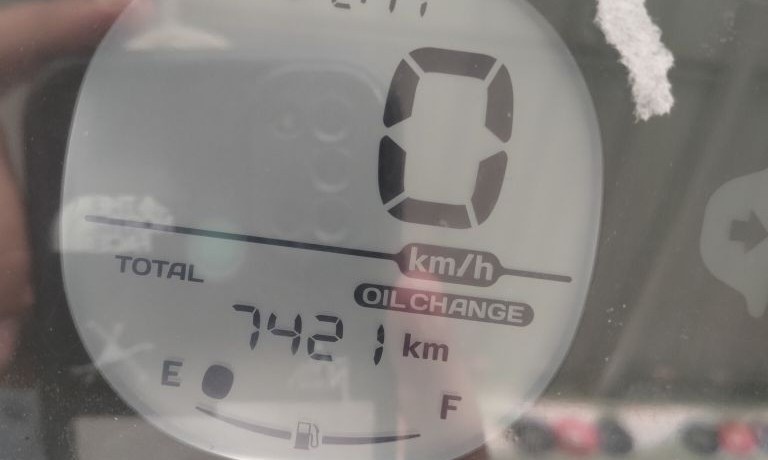 0
km/h
TOTAL
OIL CHANGE
7421 km
E
F